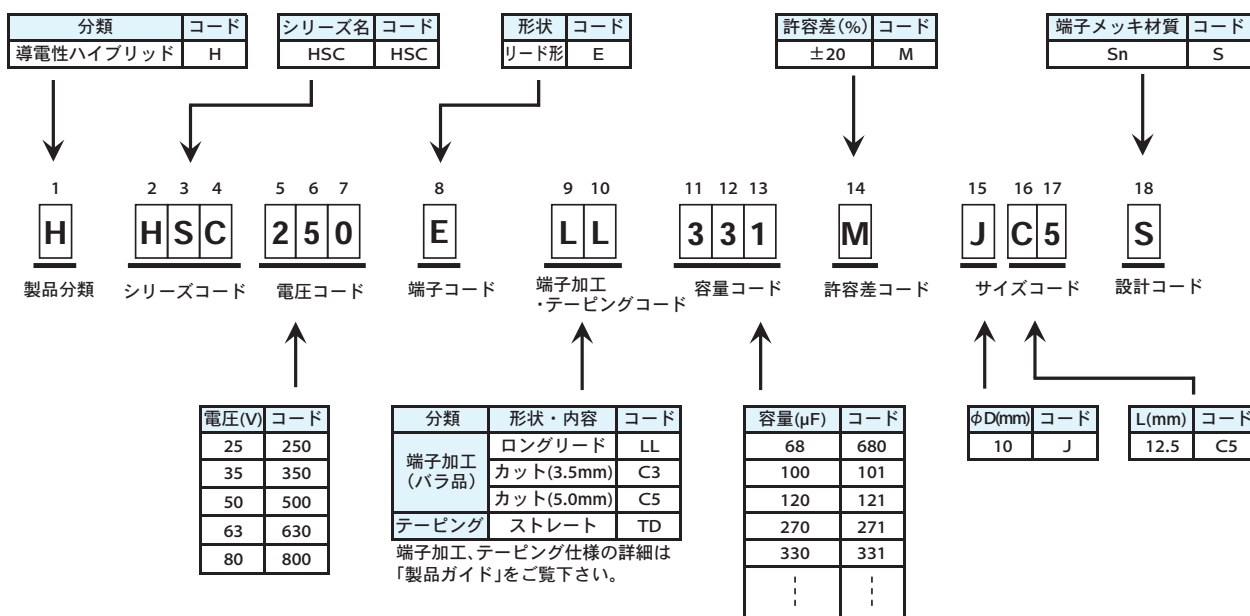 分類 コード
導電性ハイブリッド H
シリーズ名 コード
HSC HSC
形状 コード
リード形 E
許容差(%) コード
±20 M
端子メッキ材質 コード
Sn S
1 2 3 4 5 6 7 8 9 10 11 12 13 14 15 16 17 18
H H S C 2 5 0 E L L 3 3 1 M J C 5 S
製品分類 シリーズコード 電圧コード 端子コード 端子加工 容量コード 許容差コード サイズコード 設計コード
・テーピングコード
電圧(V) コード
25 250
35 350
50 500
63 630
80 800
分類 形状・内容 コード
端子加工
(バラ品)
ロングリード LL
カット(3.5mm) C3
カット(5.0mm) C5
テーピング ストレート TD
端子加工、テーピング仕様の詳細は
「製品ガイド」をご覧下さい。
容量(µF) コード
68 680
100 101
120 121
270 271
330 331
φD(mm) コード
10 J
L(mm) コード
12.5 C5